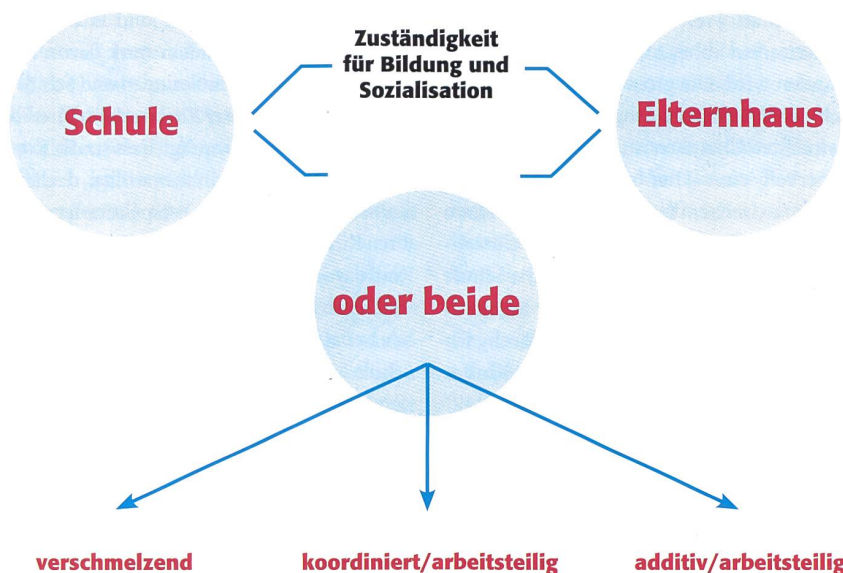 Zuständigkeit
für Bildung und
Sozialisation
Schule
Elternhaus
oder beide
verschmelzend
koordiniert/arbeitsteilig
additiv/arbeitsteilig